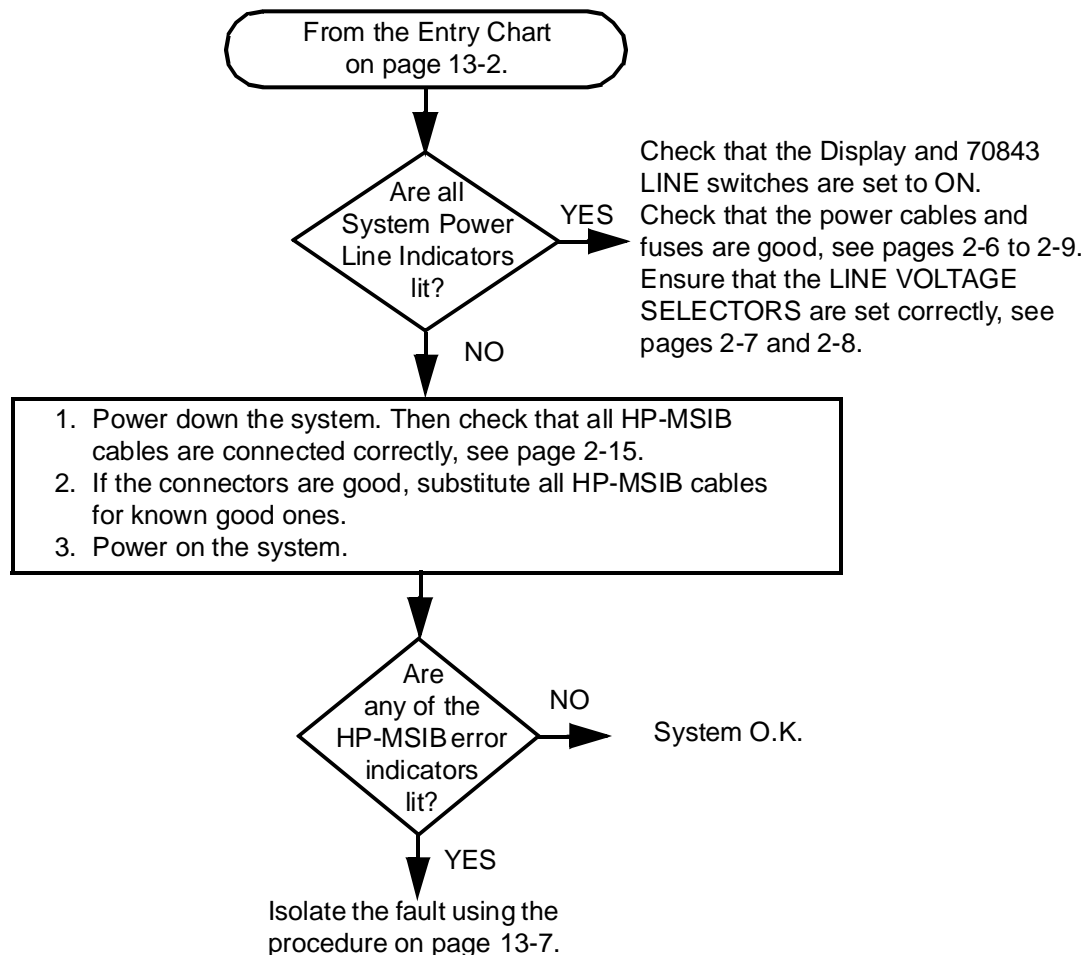 From the Entry Chart
on page 13-2.
Are all
System Power
Line Indicators
lit?
YES
Check that the Display and 70843
LINE switches are set to ON.
Check that the power cables and
fuses are good, see pages 2-6 to 2-9.
Ensure that the LINE VOLTAGE
SELECTORS are set correctly, see
pages 2-7 and 2-8.
NO
1. Power down the system. Then check that all HP-MSIB
cables are connected correctly, see page 2-15.
2. If the connectors are good, substitute all HP-MSIB cables
for known good ones.
3. Power on the system.
Are
any of the
HP-MSIB error
indicators
lit?
NO
System O.K.
YES
Isolate the fault using the
procedure on page 13-7.